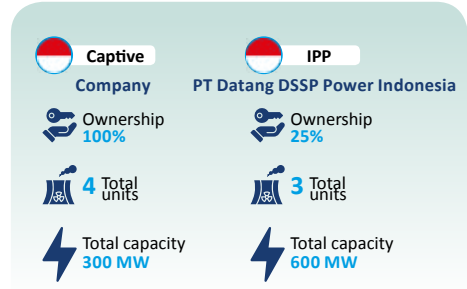 Captive
Company
Ownership
100%
4 Total units
Total capacity
300 MW
IPP
PT Datang DSSP Power Indonesia
Ownership
25%
3 Total units
Total capacity
600 MW